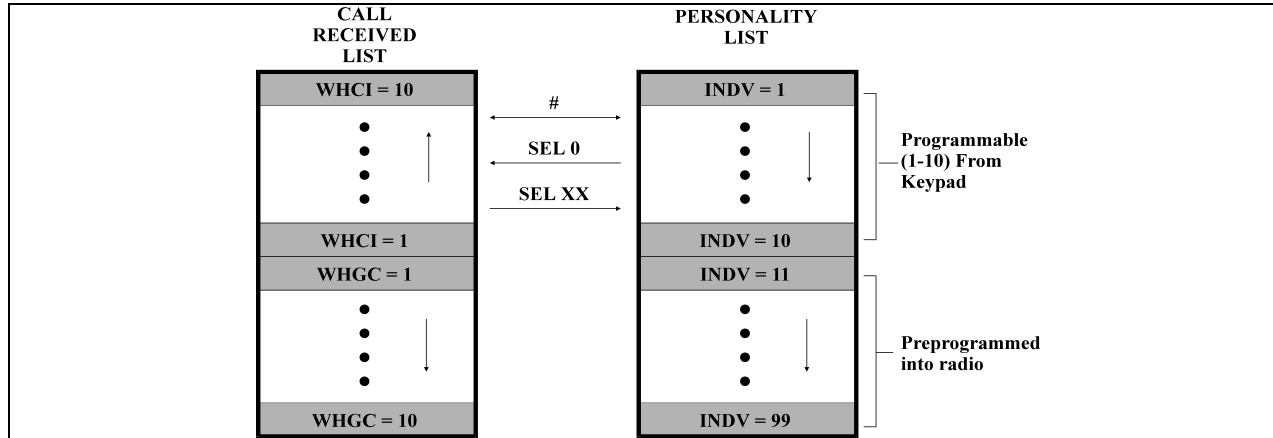 CALL
RECEIVED
LIST
PERSONALITY
LIST
WHCI = 10
INDV = 1
#
SEL 0
SEL XX
Programmable
(1-10) From
Keypad
WHCI = 1
INDV = 10
WHGC = 1
INDV = 11
Preprogrammed
into radio
WHGC = 10
INDV = 99